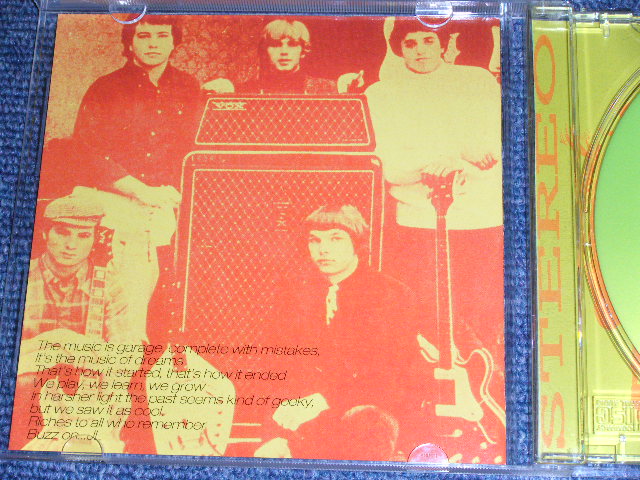 VOX
The music is garage, complete with mistakes,
It's the music of dreams,
That's how it started, that's how it ended
We play, we learn, we grow
In harsher light the past seems kind of gooky,
but we saw it as cool,
Riches to all who remember
Buzz on...JL
STEREO